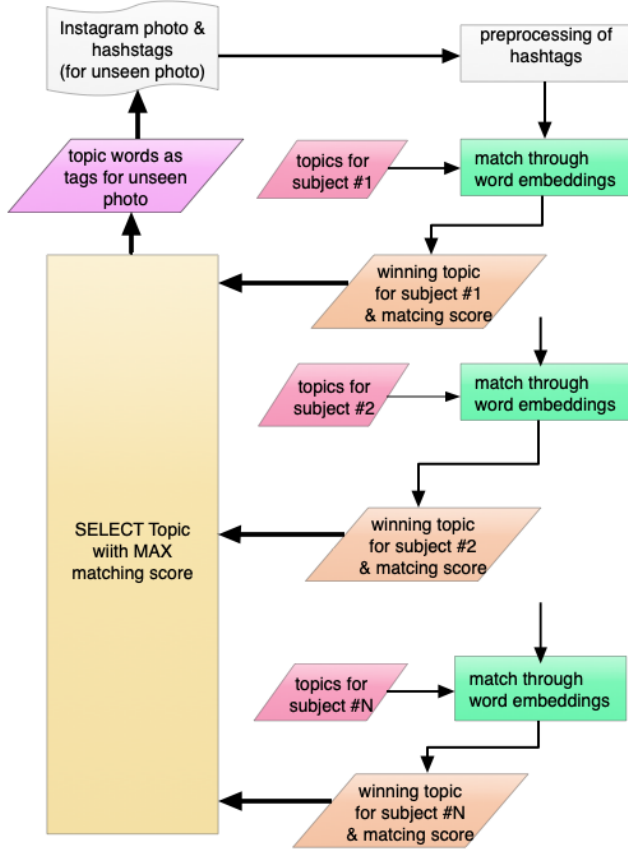 Instagram photo &
hashstags
(for unseen photo)
preprocessing of
hashtags
topic words as
tags for unseen
photo
topics for
subject #1
match through
word embeddings
winning topic
for subject #1
& matcing score
topics for
subject #2
match through
word embeddings
SELECT Topic
wiith MAX
matching score
winning topic
for subject #2
& matcing score
topics for
subject #N
match through
word embeddings
winning topic
for subject #N
& matcing score